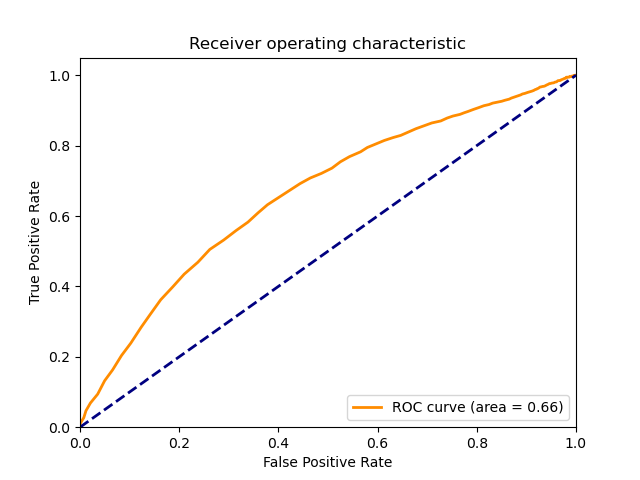 Receiver operating characteristic
1.0
0.8
0.6
0.4
0.2
0.0
True Positive Rate
ROC curve (area = 0.66)
0.0 0.2 0.4 0.6 0.8 1.0
False Positive Rate